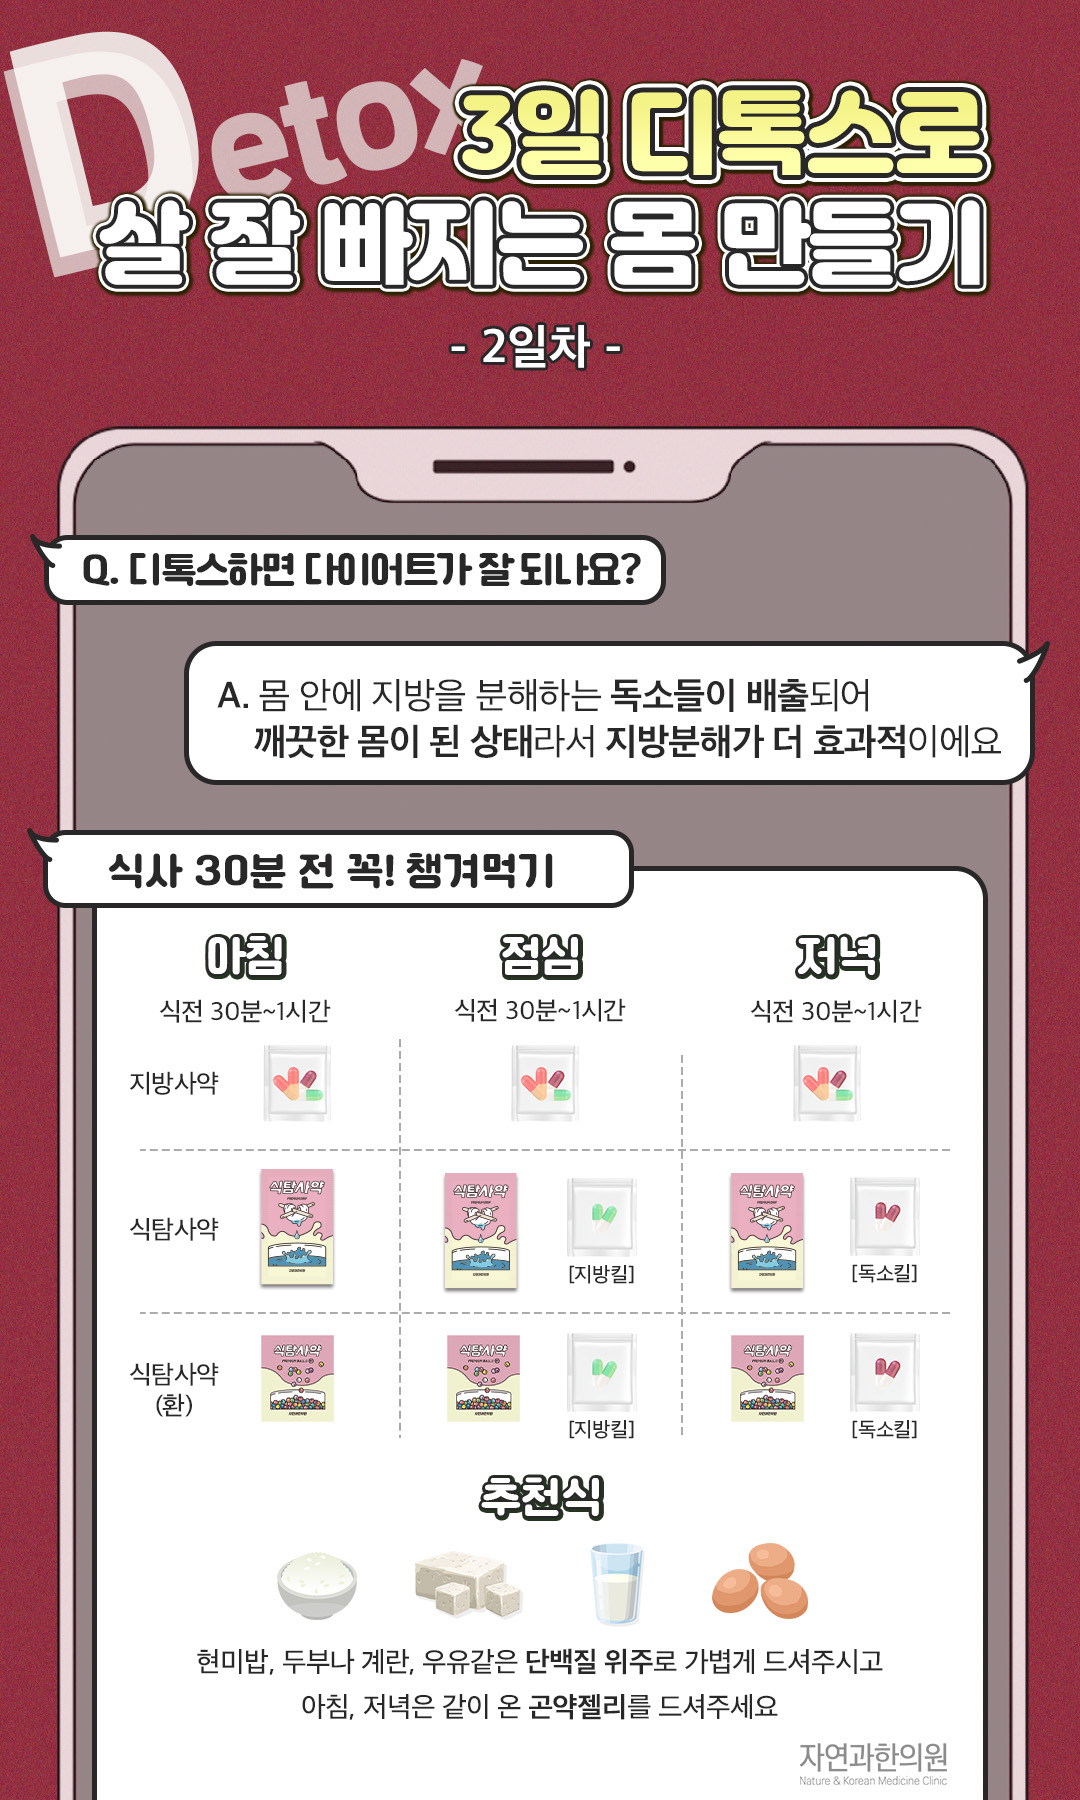 Detox
3일 디톡스로
살 잘 빠지는 몸 만들기
- 2일차 -
Q. 디톡스하면 다이어트가 잘 되나요?
A. 몸 안에 지방을 분해하는 독소들이 배출되어
깨끗한 몸이 된 상태라서 지방분해가 더 효과적이에요
식사 30분 전 꼭! 챙겨먹기
아침 점심 저녁
식전 30분~1시간 식전 30분~1시간 식전 30분~1시간
지방사약
식탐사약 식탐사약 식탐사약 식탐사약
[지방킬] [독소킬]
식탐사약 식탐사약 식탐사약 식탐사약
(환)
[지방킬] [독소킬]
추천식
현미밥, 두부나 계란, 우유같은 단백질 위주로 가볍게 드셔주시고
아침, 저녁은 같이 온 곤약젤리를 드셔주세요
자연과한의원
Nature & Korean Medicine Clinic